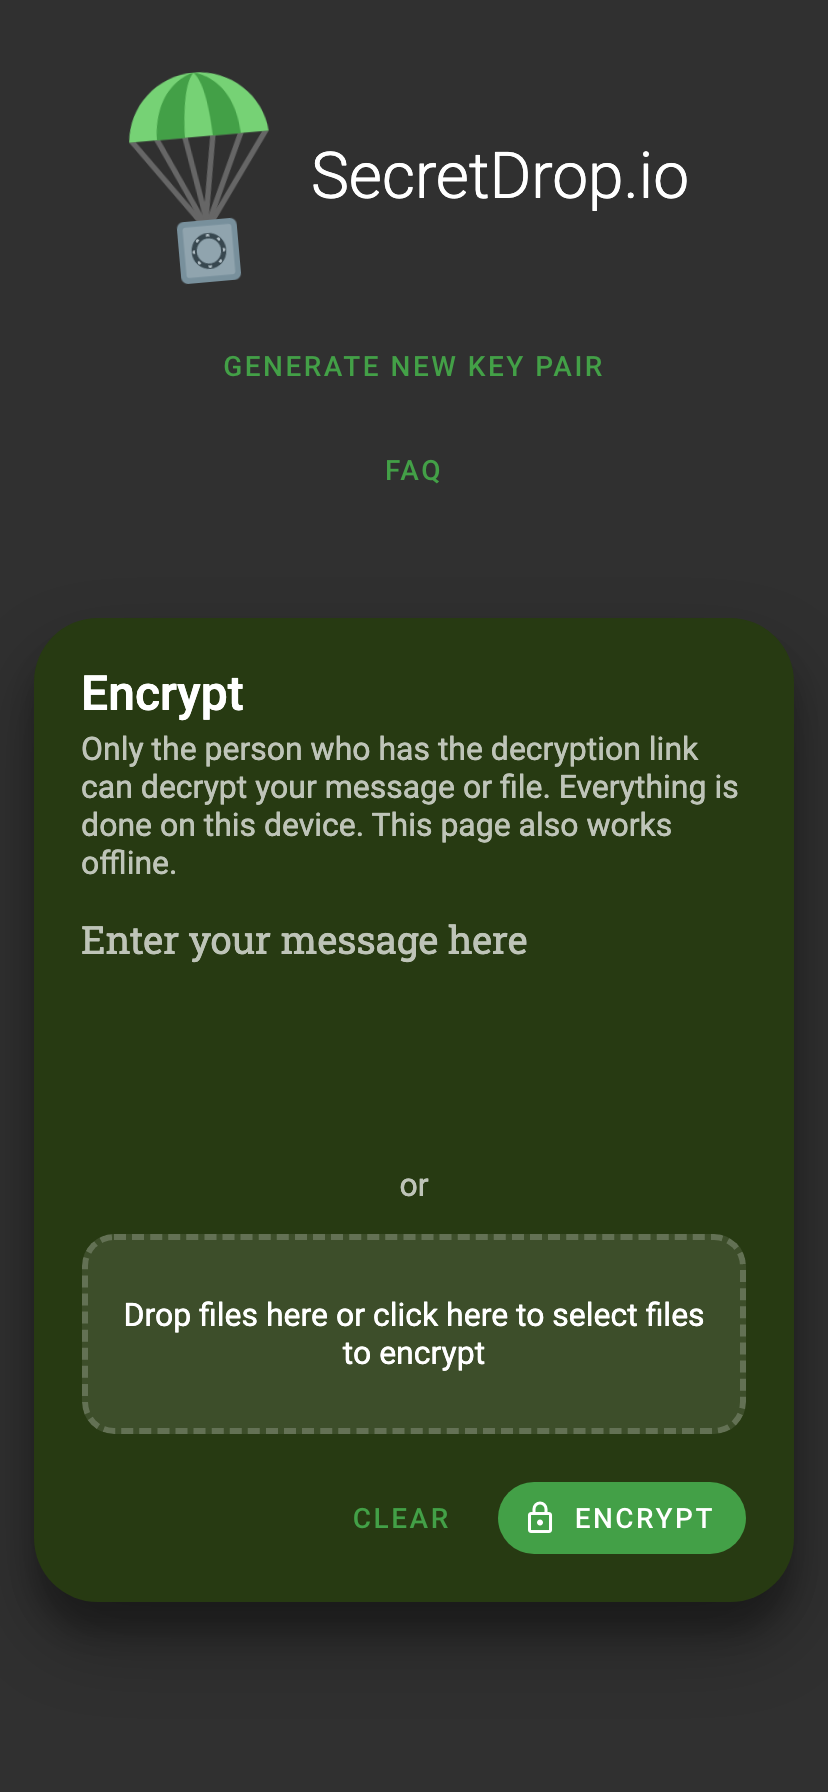 SecretDrop.io
GENERATE NEW KEY PAIR
FAQ
Encrypt
Only the person who has the decryption link
can decrypt your message or file. Everything is
done on this device. This page also works
offline.
Enter your message here
or
Drop files here or click here to select files
to encrypt
CLEAR
ENCRYPT